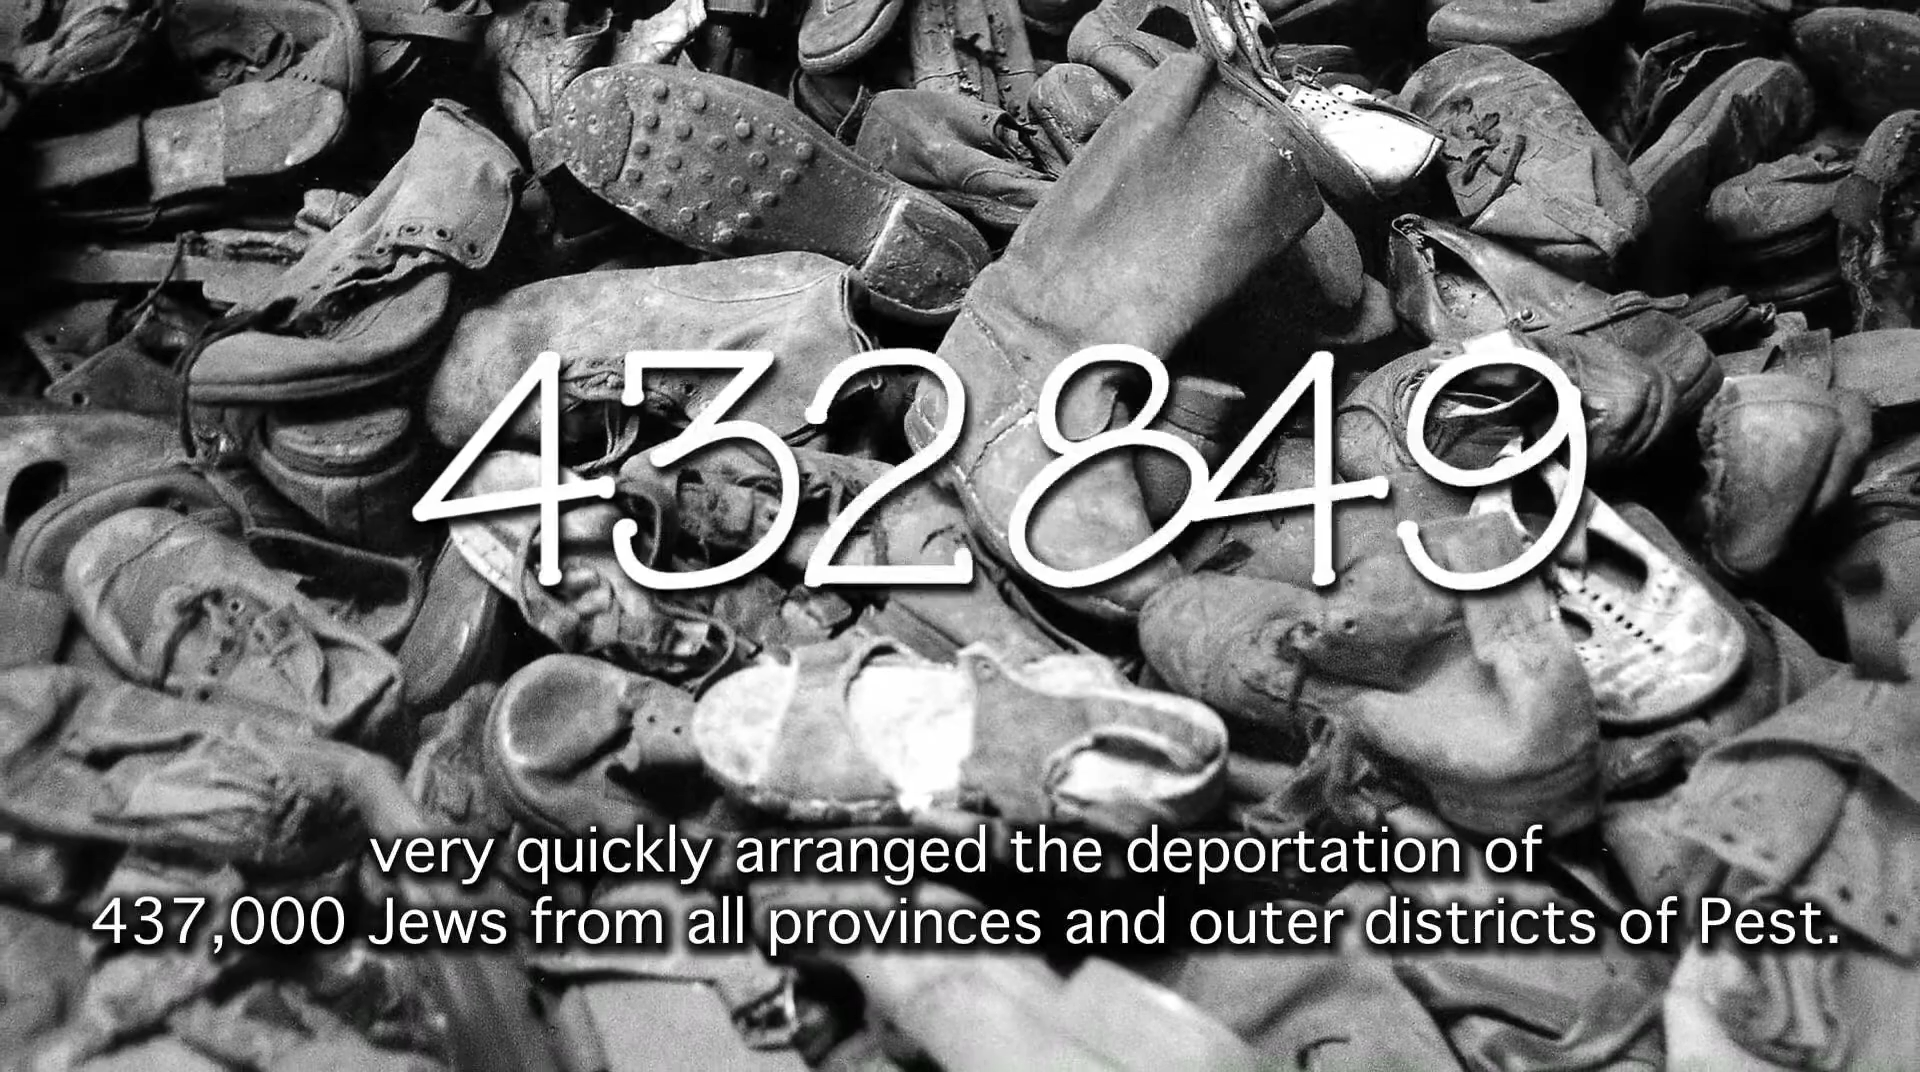 432849
very quickly arranged the deportation of
437,000 Jews from all provinces and outer districts of Pest.